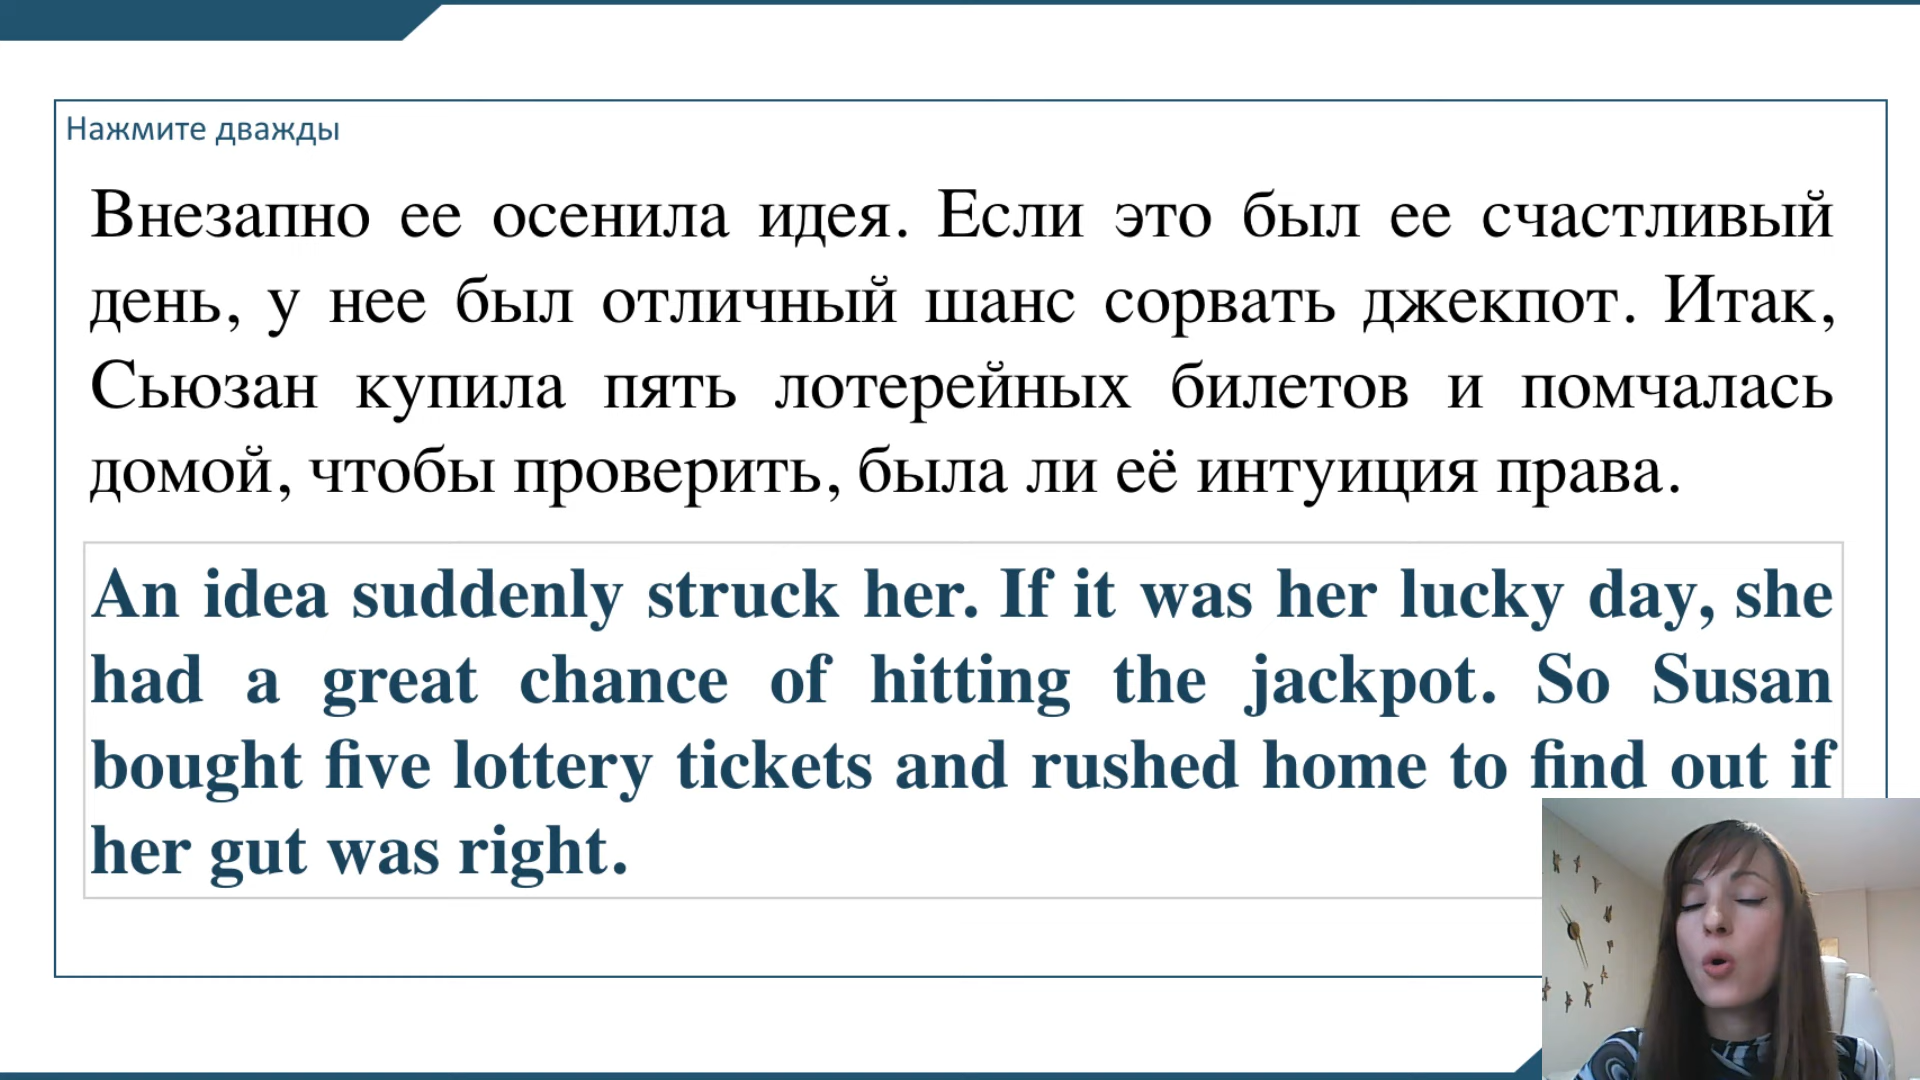 Нажмите дважды
Внезапно ее осенила идея. Если это был ее счастливый
день, у нее был отличный шанс сорвать джекпот. Итак,
Сьюзан купила пять лотерейных билетов и помчалась
домой, чтобы проверить, была ли её интуиция права.
An idea suddenly struck her. If it was her lucky day, she
had a great chance of hitting the jackpot. So Susan
bought five lottery tickets and rushed home to find out if
her gut was right.